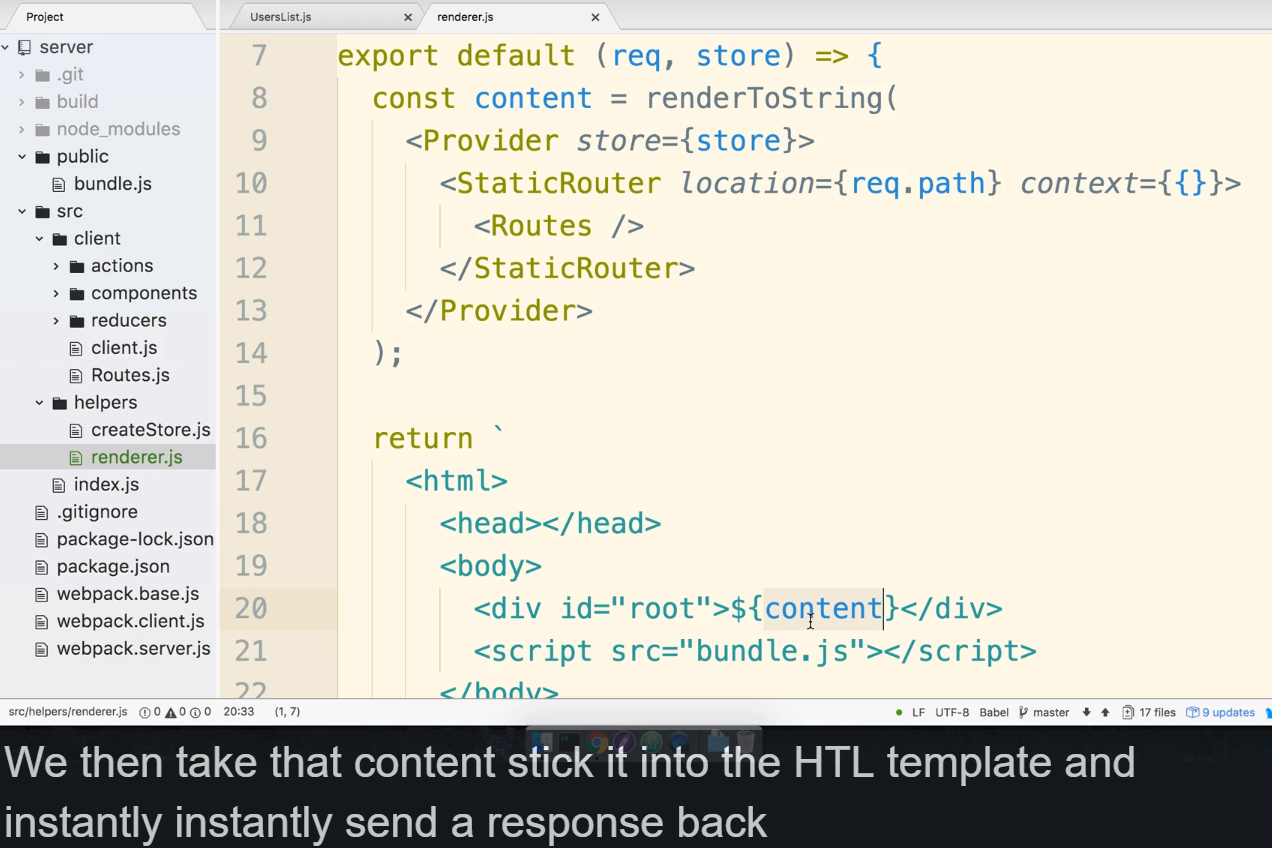 Project
UsersList.js ×
renderer.js ×
server
.git
build
node_modules
public
bundle.js
src
client
actions
components
reducers
client.js
Routes.js
helpers
createStore.js
renderer.js
index.js
.gitignore
package-lock.json
package.json
webpack.base.js
webpack.client.js
webpack.server.js
7 export default (req, store) => {
8 const content = renderToString(
9 <Provider store={store}>
10 <StaticRouter location={req.path} context={{}}>
11 <Routes />
12 </StaticRouter>
13 </Provider>
14 );
15
16 return `
17 <html>
18 <head></head>
19 <body>
20 <div id="root">${content}</div>
21 <script src="bundle.js"></script>
22 </body>
src/helpers/renderer.js 0 0 0 20:33 (1, 7) LF UTF-8 Babel master 17 files 9 updates
We then take that content stick it into the HTL template and
instantly instantly send a response back